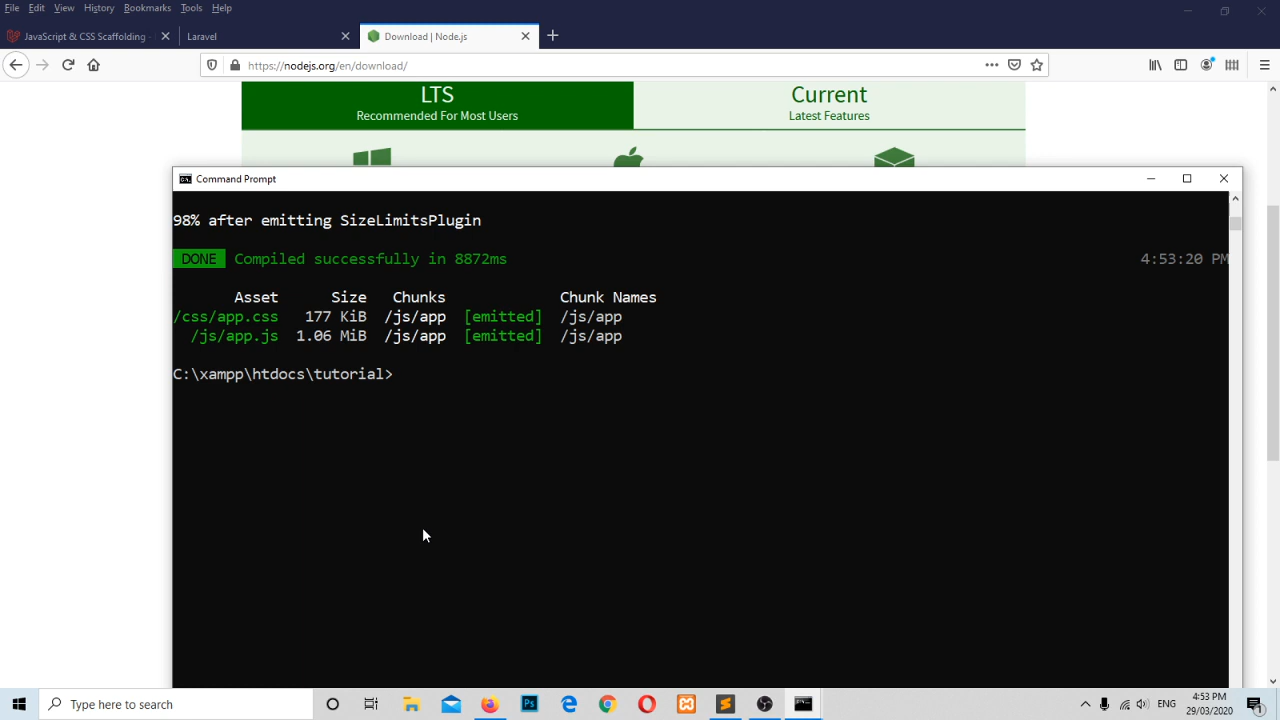 File Edit View History Bookmarks Tools Help
JavaScript & CSS Scaffolding -
Laravel
Download | Node.js
https://nodejs.org/en/download/
LTS
Recommended For Most Users
Current
Latest Features
Command Prompt
98% after emitting SizeLimitsPlugin
DONE Compiled successfully in 8872ms 4:53:20 PM
Asset Size Chunks Chunk Names
/css/app.css 177 KiB /js/app [emitted] /js/app
/js/app.js 1.06 MiB /js/app [emitted] /js/app
C:\xampp\htdocs\tutorial>
Type here to search
ENG
4:53 PM
29/03/2020